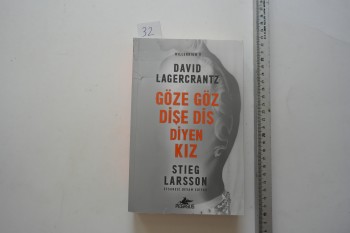 32
MILLENNIUM 5
DAVID
LAGERCRANTZ
GÖZE GÖZ
DİŞE DİŞ
DİYEN
KIZ
STIEG
LARSSON
PEGASUS